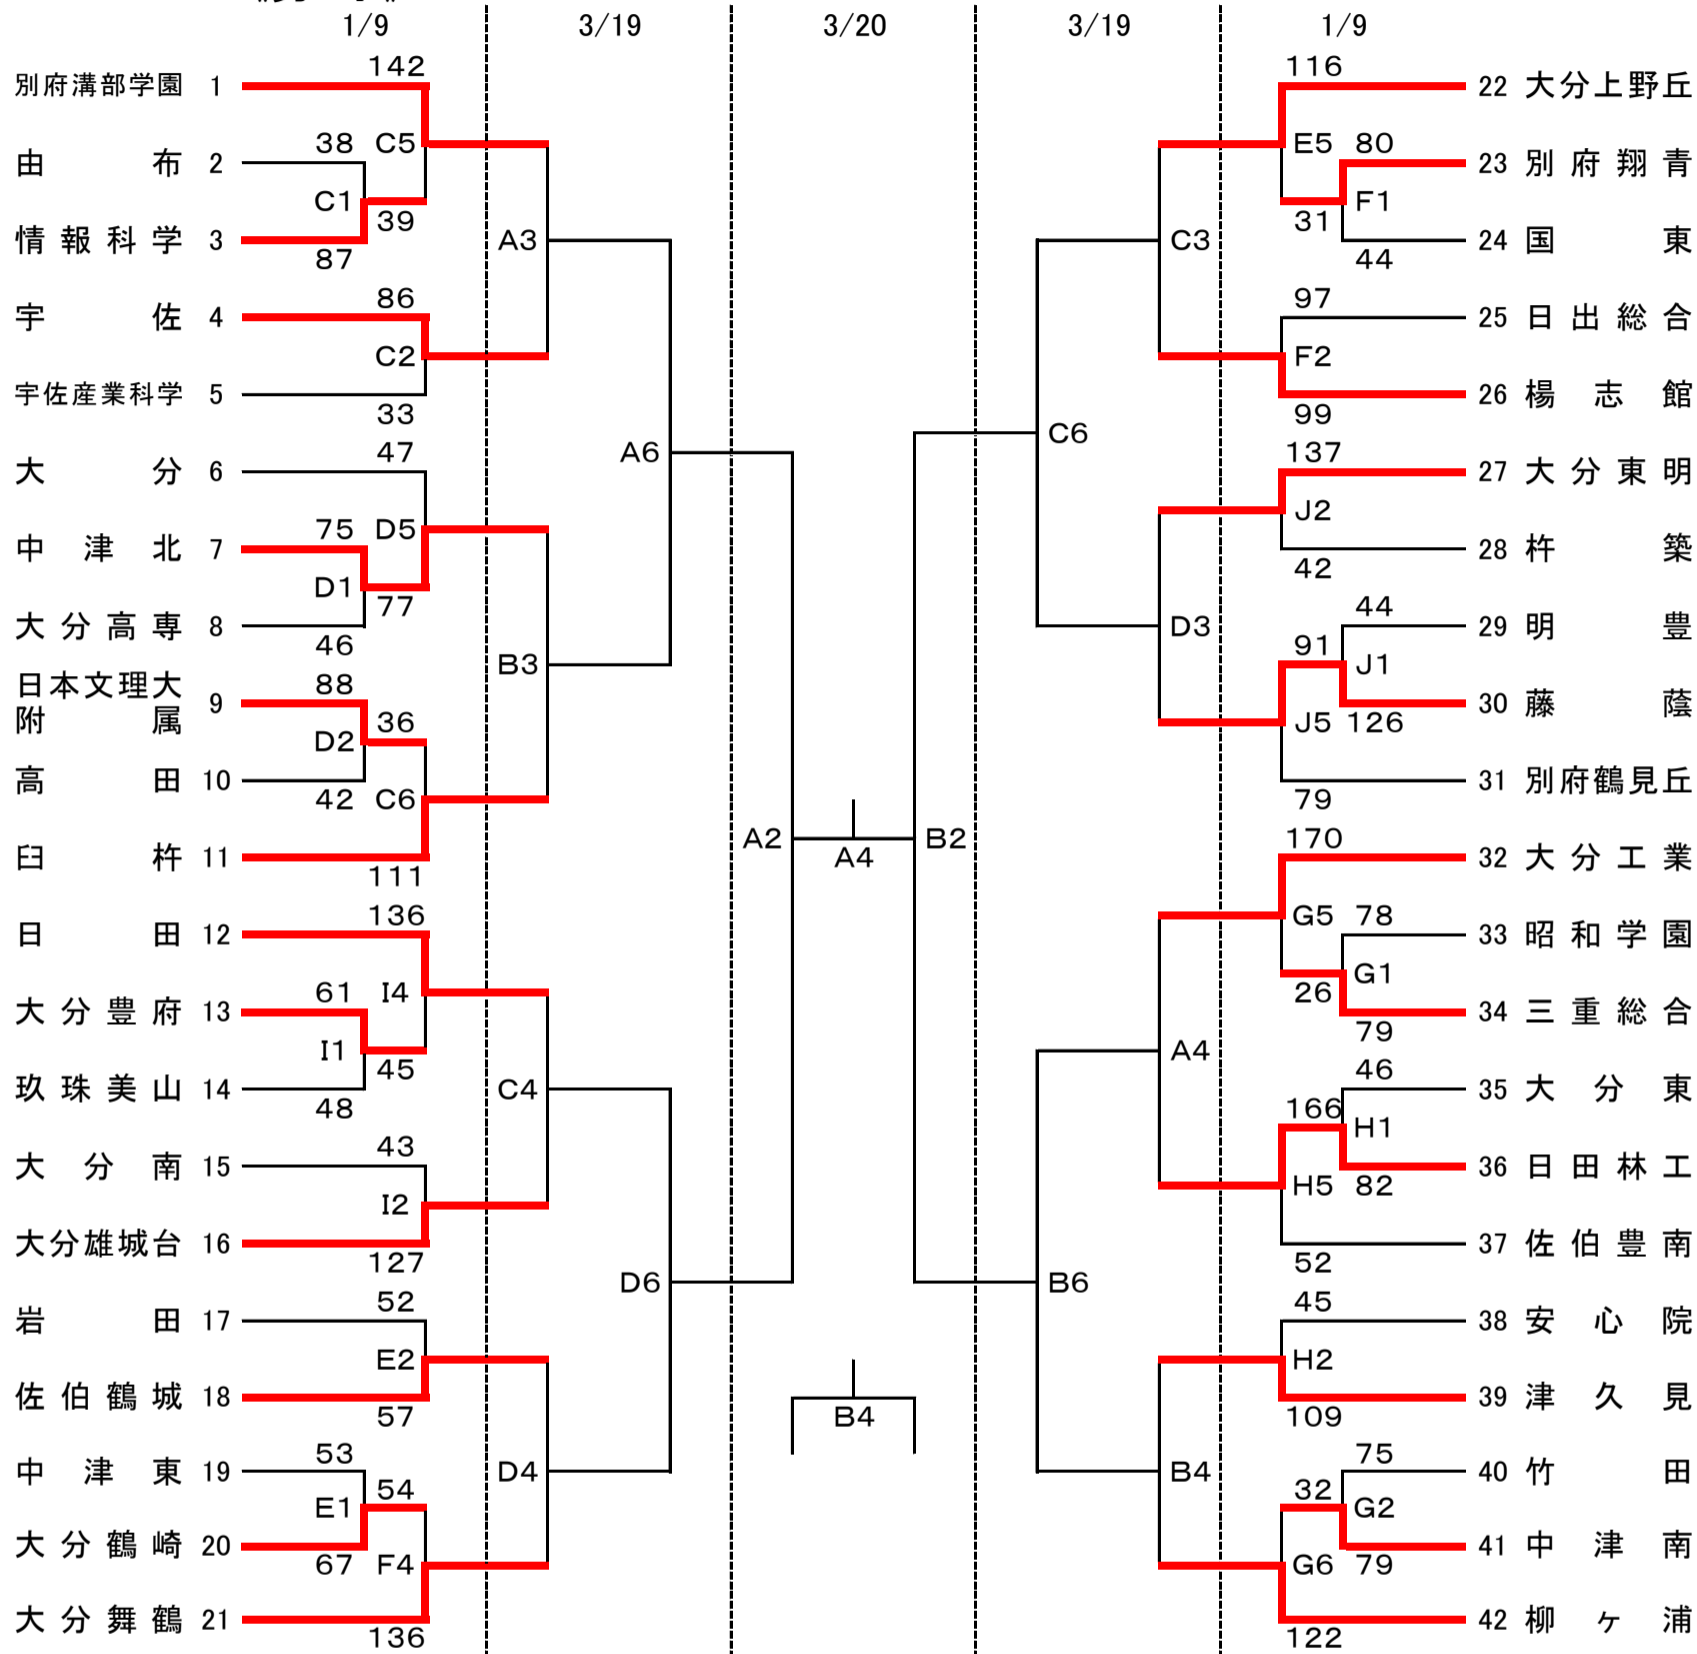 1/9 3/19 3/20 3/19 1/9
142 116
別府溝部学園 1 22 大分上野丘
38 C5 E5 80
由布 2 23 別府翔青
C1 39 31 F1
情報科学 3 A3 C3 24 国東
87 44
86 97
宇佐 4 25 日出総合
C2 F2
宇佐産業科学 5 26 楊志館
33 99
C6
47 A6 137
大分 6 27 大分東明
75 D5 J2
中津北 7 28 杵築
D1 77 42
46 44
大分高専 8 D3 29 明豊
B3 91 J1
日本文理大
附属 9 88 30 藤蔭
D2 36 J5 126
高田 10 31 別府鶴見丘
42 C6 79
A2 A4 B2
170
臼杵 11 32 大分工業
111
136 G5 78
日田 12 33 昭和学園
61 I4 26 G1
大分豊府 13 34 三重総合
I1 45 A4 79
46
玖珠美山 14 C4 35 大分東
48 166 H1
43
大分南 15 36 日田林工
I2 H5 82
大分雄城台 16 37 佐伯豊南
127 52
D6 B6
52 45
岩田 17 38 安心院
E2 H2
佐伯鶴城 18 39 津久見
57 B4 109
53 75
中津東 19 D4 B4 40 竹田
E1 54 32 G2
大分鶴崎 20 41 中津南
67 F4 G6 79
大分舞鶴 21 42 柳ヶ浦
136 122